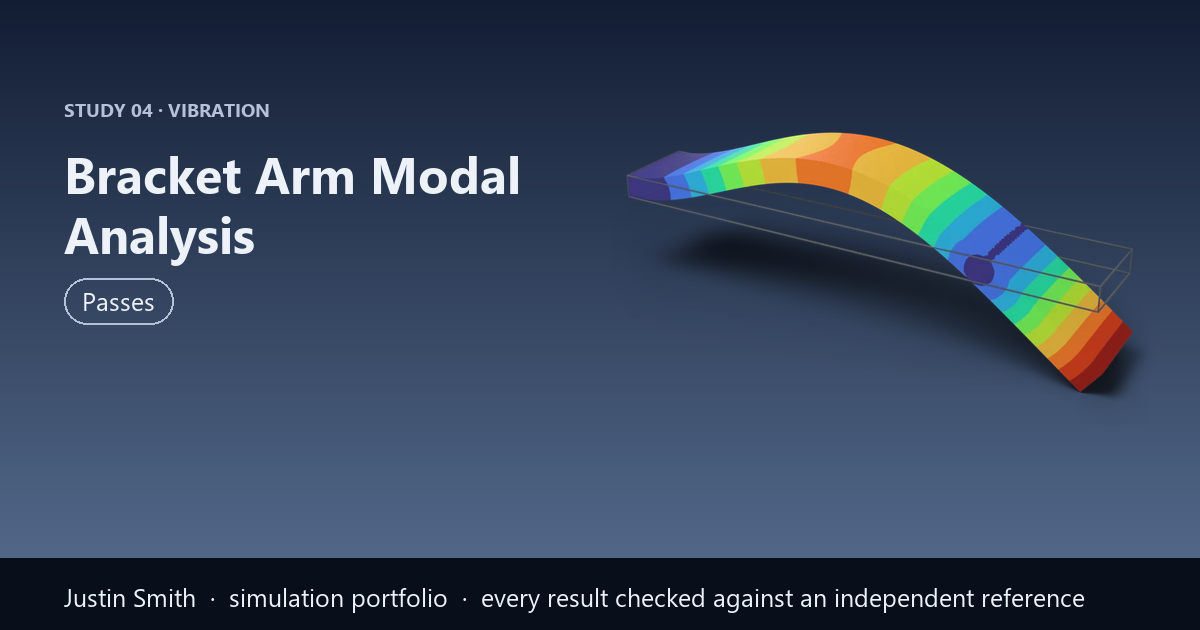 STUDY 04 · VIBRATION
Bracket Arm Modal
Analysis
Passes
Justin Smith · simulation portfolio · every result checked against an independent reference